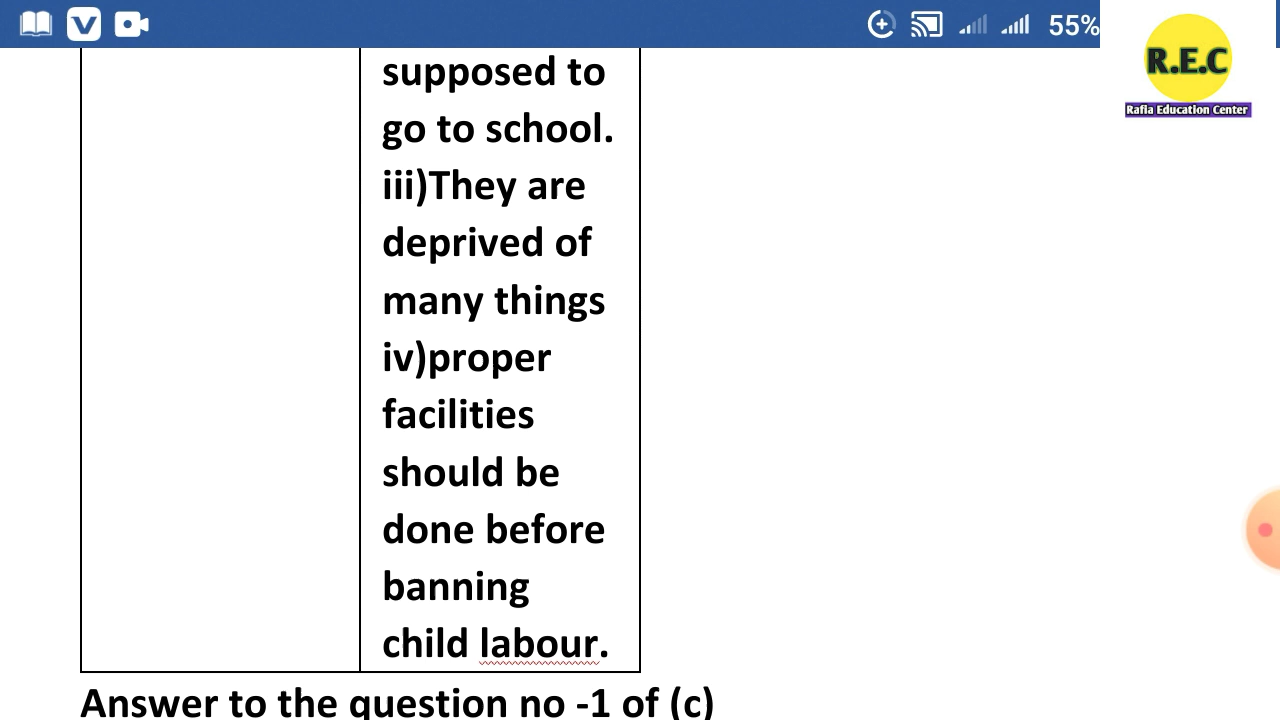 55%
R.E.C
Rafia Education Center
supposed to
go to school.
iii)They are
deprived of
many things
iv)proper
facilities
should be
done before
banning
child labour.
Answer to the question no -1 of (c)